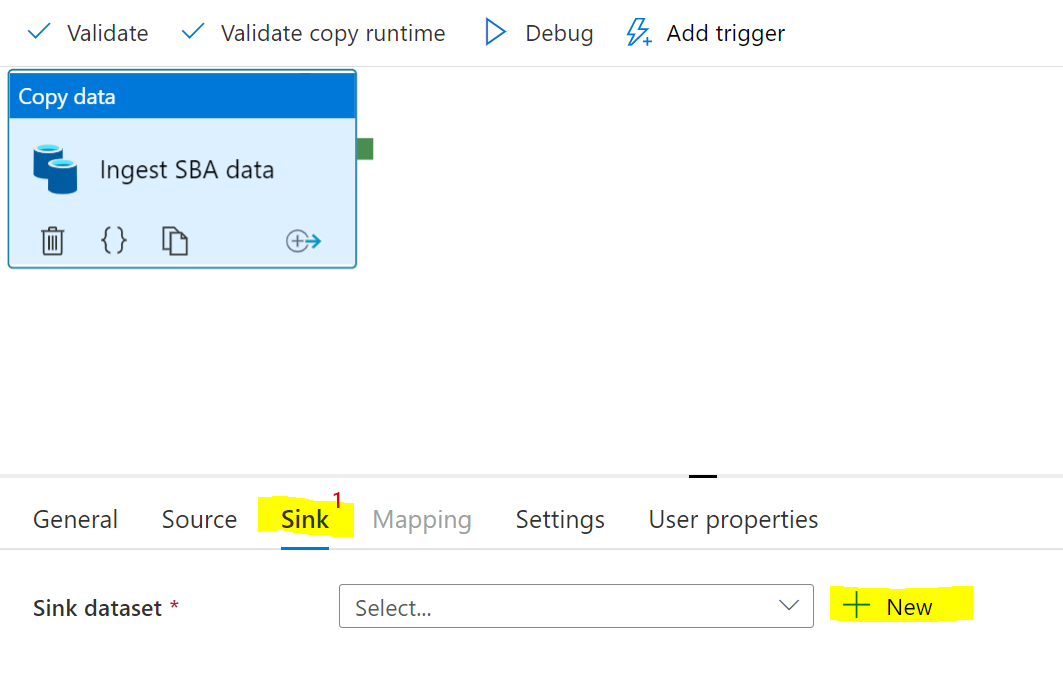 Validate Validate copy runtime Debug Add trigger
Copy data
Ingest SBA data
{}
General Source Sink 1 Mapping Settings User properties
Sink dataset * Select... + New